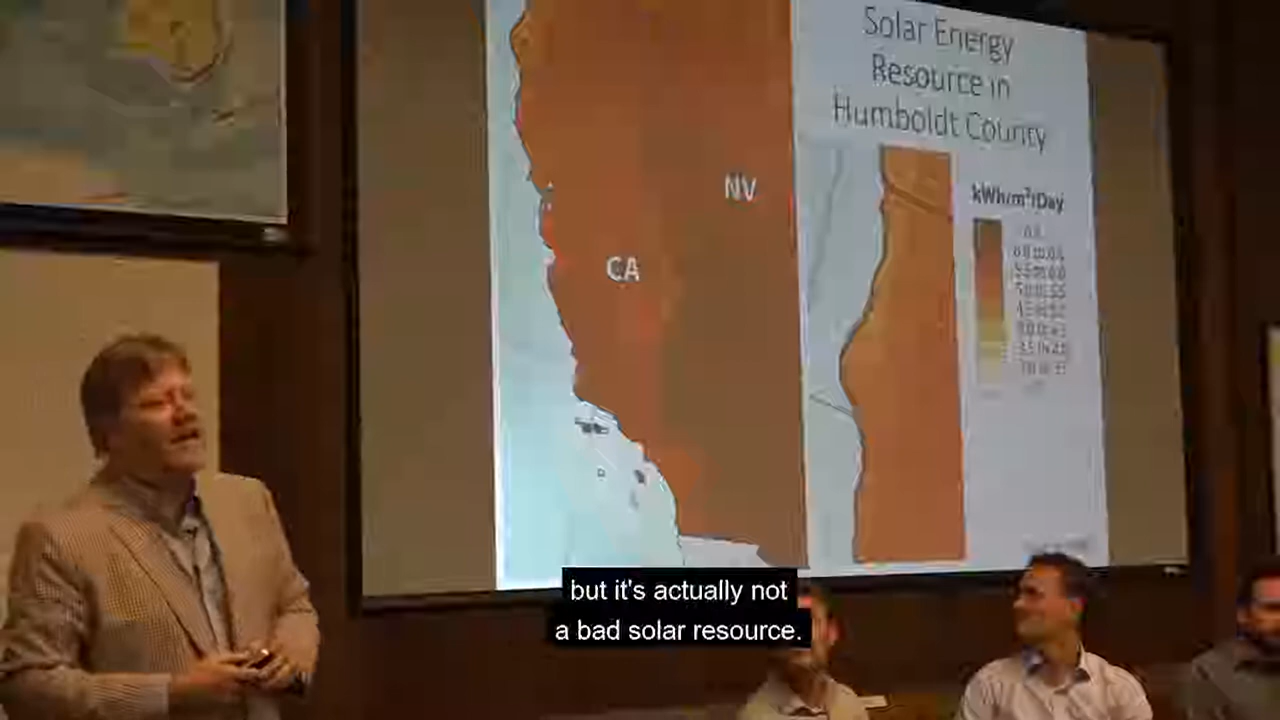 Solar Energy
Resource in
Humboldt County
NV
kWh/m²/Day
CA
but it's actually not
a bad solar resource.